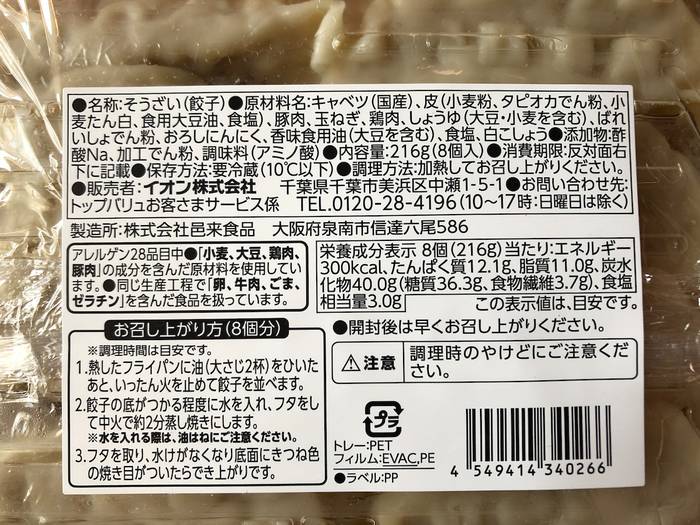 ●名称:そうざい(餃子)●原材料名:キャベツ(国産)、皮(小麦粉、タピオカでん粉、小
麦たん白、食用大豆油、食塩)、豚肉、玉ねぎ、鶏肉、しょうゆ(大豆・小麦を含む)、ばれ
いしょでん粉、おろしにんにく、香味食用油(大豆を含む)、食塩、白こしょう●添加物:酢
酸Na、加工でん粉、調味料(アミノ酸)●内容量:216g(8個入)●消費期限:反対面右
下に記載●保存方法:要冷蔵(10℃以下)●調理方法:加熱してお召し上がりください。
●販売者:イオン株式会社 千葉県千葉市美浜区中瀬1-5-1●お問い合わせ先:
トップバリュお客さまサービス係 TEL.0120-28-4196(10〜17時:日曜日は除く)
製造所:株式会社邑来食品 大阪府泉南市信達六尾586
アレルゲン28品目中●「小麦、大豆、鶏肉、
豚肉」の成分を含んだ原材料を使用してい
ます。●同じ生産工程で「卵、牛肉、ごま、
ゼラチン」を含んだ食品を扱っています。
栄養成分表示 8個(216g)当たり:エネルギー
300kcal、たんぱく質12.1g、脂質11.0g、炭水
化物40.0g(糖質36.3g、食物繊維3.7g)、食塩
相当量3.0g この表示値は、目安です。
お召し上がり方(8個分)
※調理時間は目安です。
1.熱したフライパンに油(大さじ2杯)をひいた
あと、いったん火を止めて餃子を並べます。
2.餃子の底がつかる程度に水を入れ、フタをし
て中火で約2分蒸し焼きにします。
※水を入れる際は、油はねにご注意ください。
3.フタを取り、水けがなくなり底面にきつね色
の焼き目がついたらでき上がりです。
●開封後は早くお召し上がりください。
注意 調理時のやけどにご注意くだ
さい。
プラ
トレー:PET
フィルム:EVAC,PE
●ラベル:PP
4 549414 340266